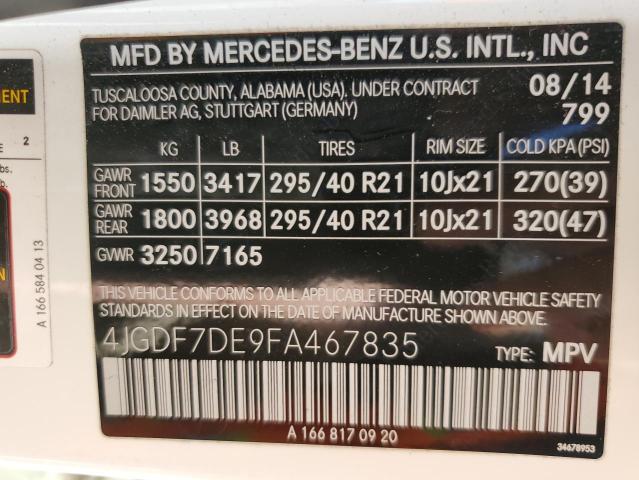 MFD BY MERCEDES-BENZ U.S. INTL., INC
TUSCALOOSA COUNTY, ALABAMA (USA). UNDER CONTRACT 08/14
FOR DAIMLER AG, STUTTGART (GERMANY) 799
KG LB TIRES RIM SIZE COLD KPA (PSI)
GAWR FRONT 1550 3417 295/40 R21 10Jx21 270(39)
GAWR REAR 1800 3968 295/40 R21 10Jx21 320(47)
GVWR 3250 7165
THIS VEHICLE CONFORMS TO ALL APPLICABLE FEDERAL MOTOR VEHICLE SAFETY
STANDARDS IN EFFECT ON THE DATE OF MANUFACTURE SHOWN ABOVE.
4JGDF7DE9FA467835 TYPE: MPV
A 166 817 09 20
34678953
A 166 584 04 13
2